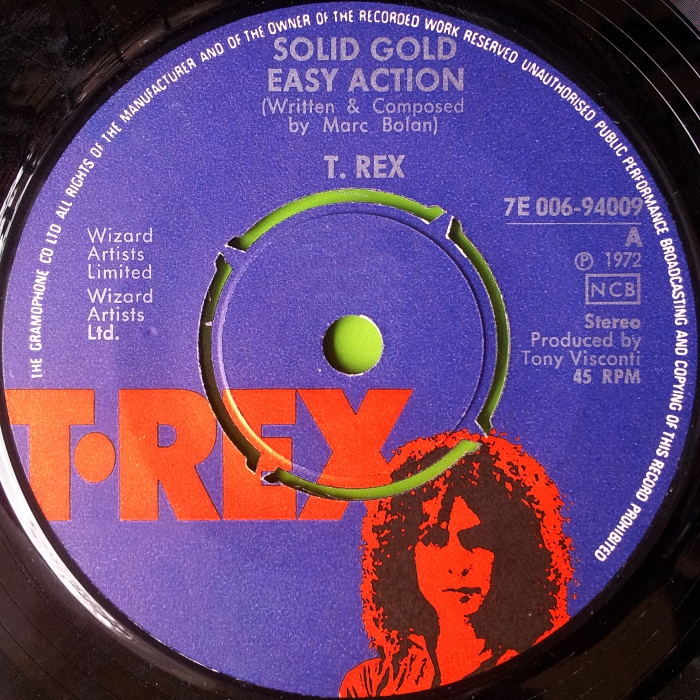 THE GRAMOPHONE CO LTD ALL RIGHTS OF THE MANUFACTURER AND OF THE OWNER OF THE RECORDED WORK RESERVED UNAUTHORISED PUBLIC PERFORMANCE BROADCASTING AND COPYING OF THIS RECORD PROHIBITED
SOLID GOLD
EASY ACTION
(Written & Composed
by Marc Bolan)
T. REX
7E 006-94009
A
℗ 1972
NCB
Wizard
Artists
Limited
Wizard
Artists
Ltd.
Stereo
Produced by
Tony Visconti
45 RPM
T•REX